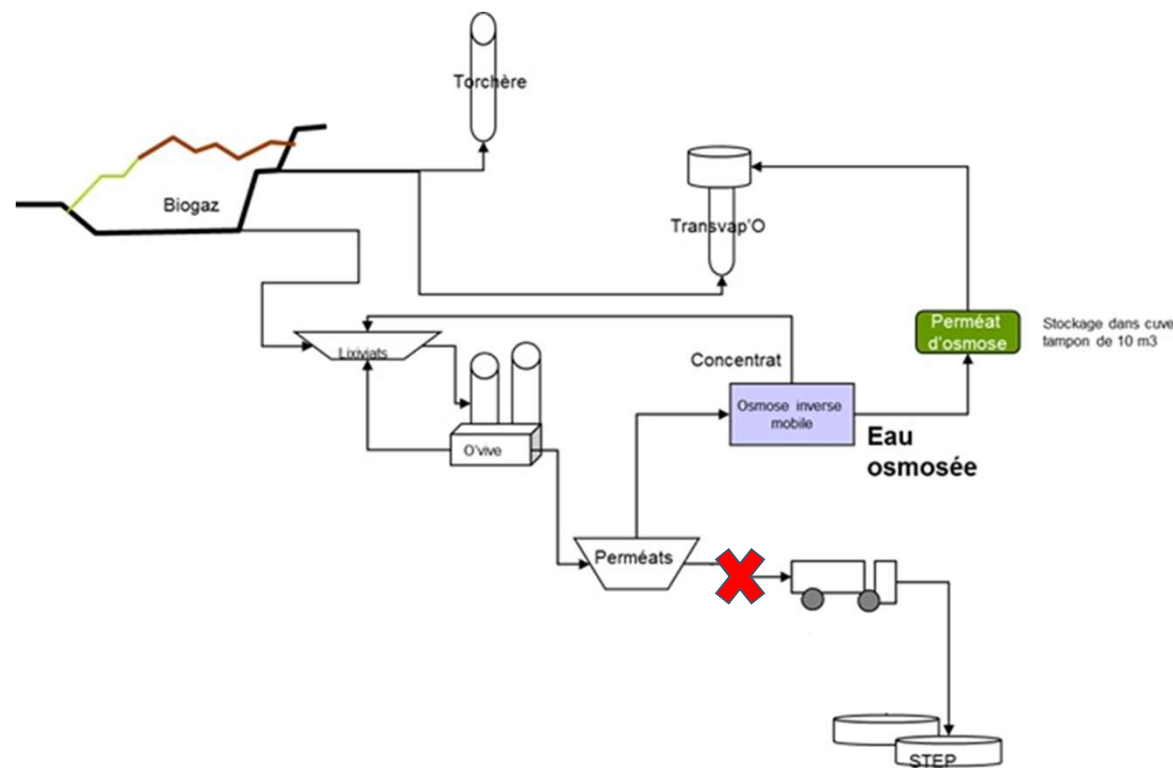 Torchère
Biogaz
Transvap'O
Perméat
d'osmose
Stockage dans cuve
tampon de 10 m3
Lixiviats
Concentrat
Osmose inverse
mobile
Eau
osmosée
O'vive
Perméats
STEP